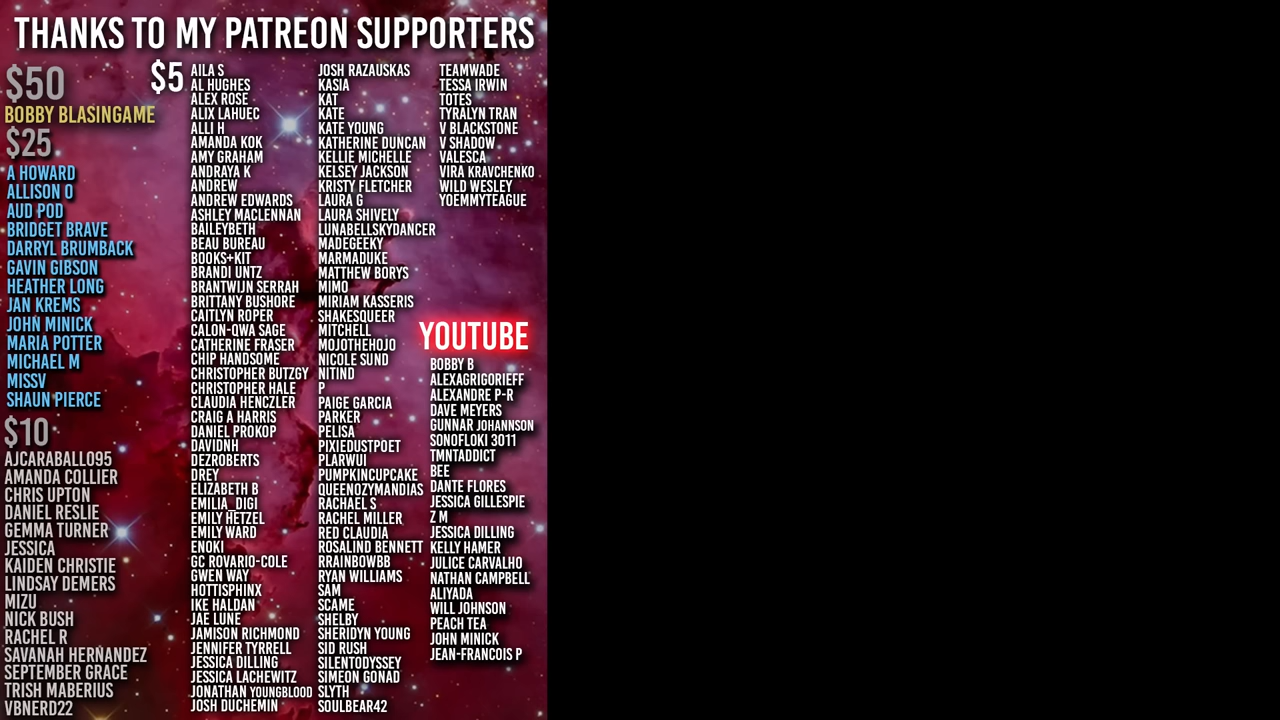 THANKS TO MY PATREON SUPPORTERS
$50
BOBBY BLASINGAME
$25
A HOWARD
ALLISON O
AUD POD
BRIDGET BRAVE
DARRYL BRUMBACK
GAVIN GIBSON
HEATHER LONG
JAN KREMS
JOHN MINICK
MARIA POTTER
MICHAEL M
MISSV
SHAUN PIERCE
$10
AJCARABALLO95
AMANDA COLLIER
CHRIS UPTON
DANIEL RESLIE
GEMMA TURNER
JESSICA
KAIDEN CHRISTIE
LINDSAY DEMERS
MIZU
NICK BUSH
RACHEL R
SAVANAH HERNANDEZ
SEPTEMBER GRACE
TRISH MABERIUS
VBNERD22
$5
AILA S
AL HUGHES
ALEX ROSE
ALIX LAHUEC
ALLI H
AMANDA KOK
AMY GRAHAM
ANDRAYA K
ANDREW
ANDREW EDWARDS
ASHLEY MACLENNAN
BAILEYBETH
BEAU BUREAU
BOOKS+KIT
BRANDI UNTZ
BRANTWIJN SERRAH
BRITTANY BUSHORE
CAITLYN ROPER
CALON-QWA SAGE
CATHERINE FRASER
CHIP HANDSOME
CHRISTOPHER BUTZGY
CHRISTOPHER HALE
CLAUDIA HENCZLER
CRAIG A HARRIS
DANIEL PROKOP
DAVIDNH
DEZROBERTS
DREY
ELIZABETH B
EMILIA_DIGI
EMILY HETZEL
EMILY WARD
ENOKI
GC ROVARIO-COLE
GWEN WAY
HOTTISPHINX
IKE HALDAN
JAE LUNE
JAMISON RICHMOND
JENNIFER TYRRELL
JESSICA DILLING
JESSICA LACHEWITZ
JONATHAN YOUNGBLOOD
JOSH DUCHEMIN
JOSH RAZAUSKAS
KASIA
KAT
KATE
KATE YOUNG
KATHERINE DUNCAN
KELLIE MICHELLE
KELSEY JACKSON
KRISTY FLETCHER
LAURA G
LAURA SHIVELY
LUNABELLSKYDANCER
MADEGEEKY
MARMADUKE
MATTHEW BORYS
MIMO
MIRIAM KASSERIS
SHAKESQUEER
MITCHELL
MOJOTHEHOJO
NICOLE SUND
NITIND
P
PAIGE GARCIA
PARKER
PELISA
PIXIEDUSTPOET
PLARWUI
PUMPKINCUPCAKE
QUEENOZYMANDIAS
RACHAEL S
RACHEL MILLER
RED CLAUDIA
ROSALIND BENNETT
RRAINBOWBB
RYAN WILLIAMS
SAM
SCAME
SHELBY
SHERIDYN YOUNG
SID RUSH
SILENTODYSSEY
SIMEON GONAD
SLYTH
SOULBEAR42
TEAMWADE
TESSA IRWIN
TOTES
TYRALYN TRAN
V BLACKSTONE
V SHADOW
VALESCA
VIRA KRAVCHENKO
WILD WESLEY
YOEMMYTEAGUE
YOUTUBE
BOBBY B
ALEXAGRIGORIEFF
ALEXANDRE P-R
DAVE MEYERS
GUNNAR JOHANNSON
SONOFLOKI 3011
TMNTADDICT
BEE
DANTE FLORES
JESSICA GILLESPIE
Z M
JESSICA DILLING
KELLY HAMER
JULICE CARVALHO
NATHAN CAMPBELL
ALIYADA
WILL JOHNSON
PEACH TEA
JOHN MINICK
JEAN-FRANCOIS P